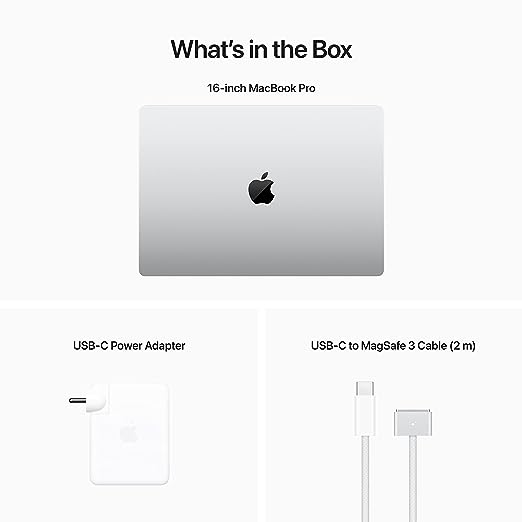 What's in the Box
16-inch MacBook Pro
USB-C Power Adapter
USB-C to MagSafe 3 Cable (2 m)